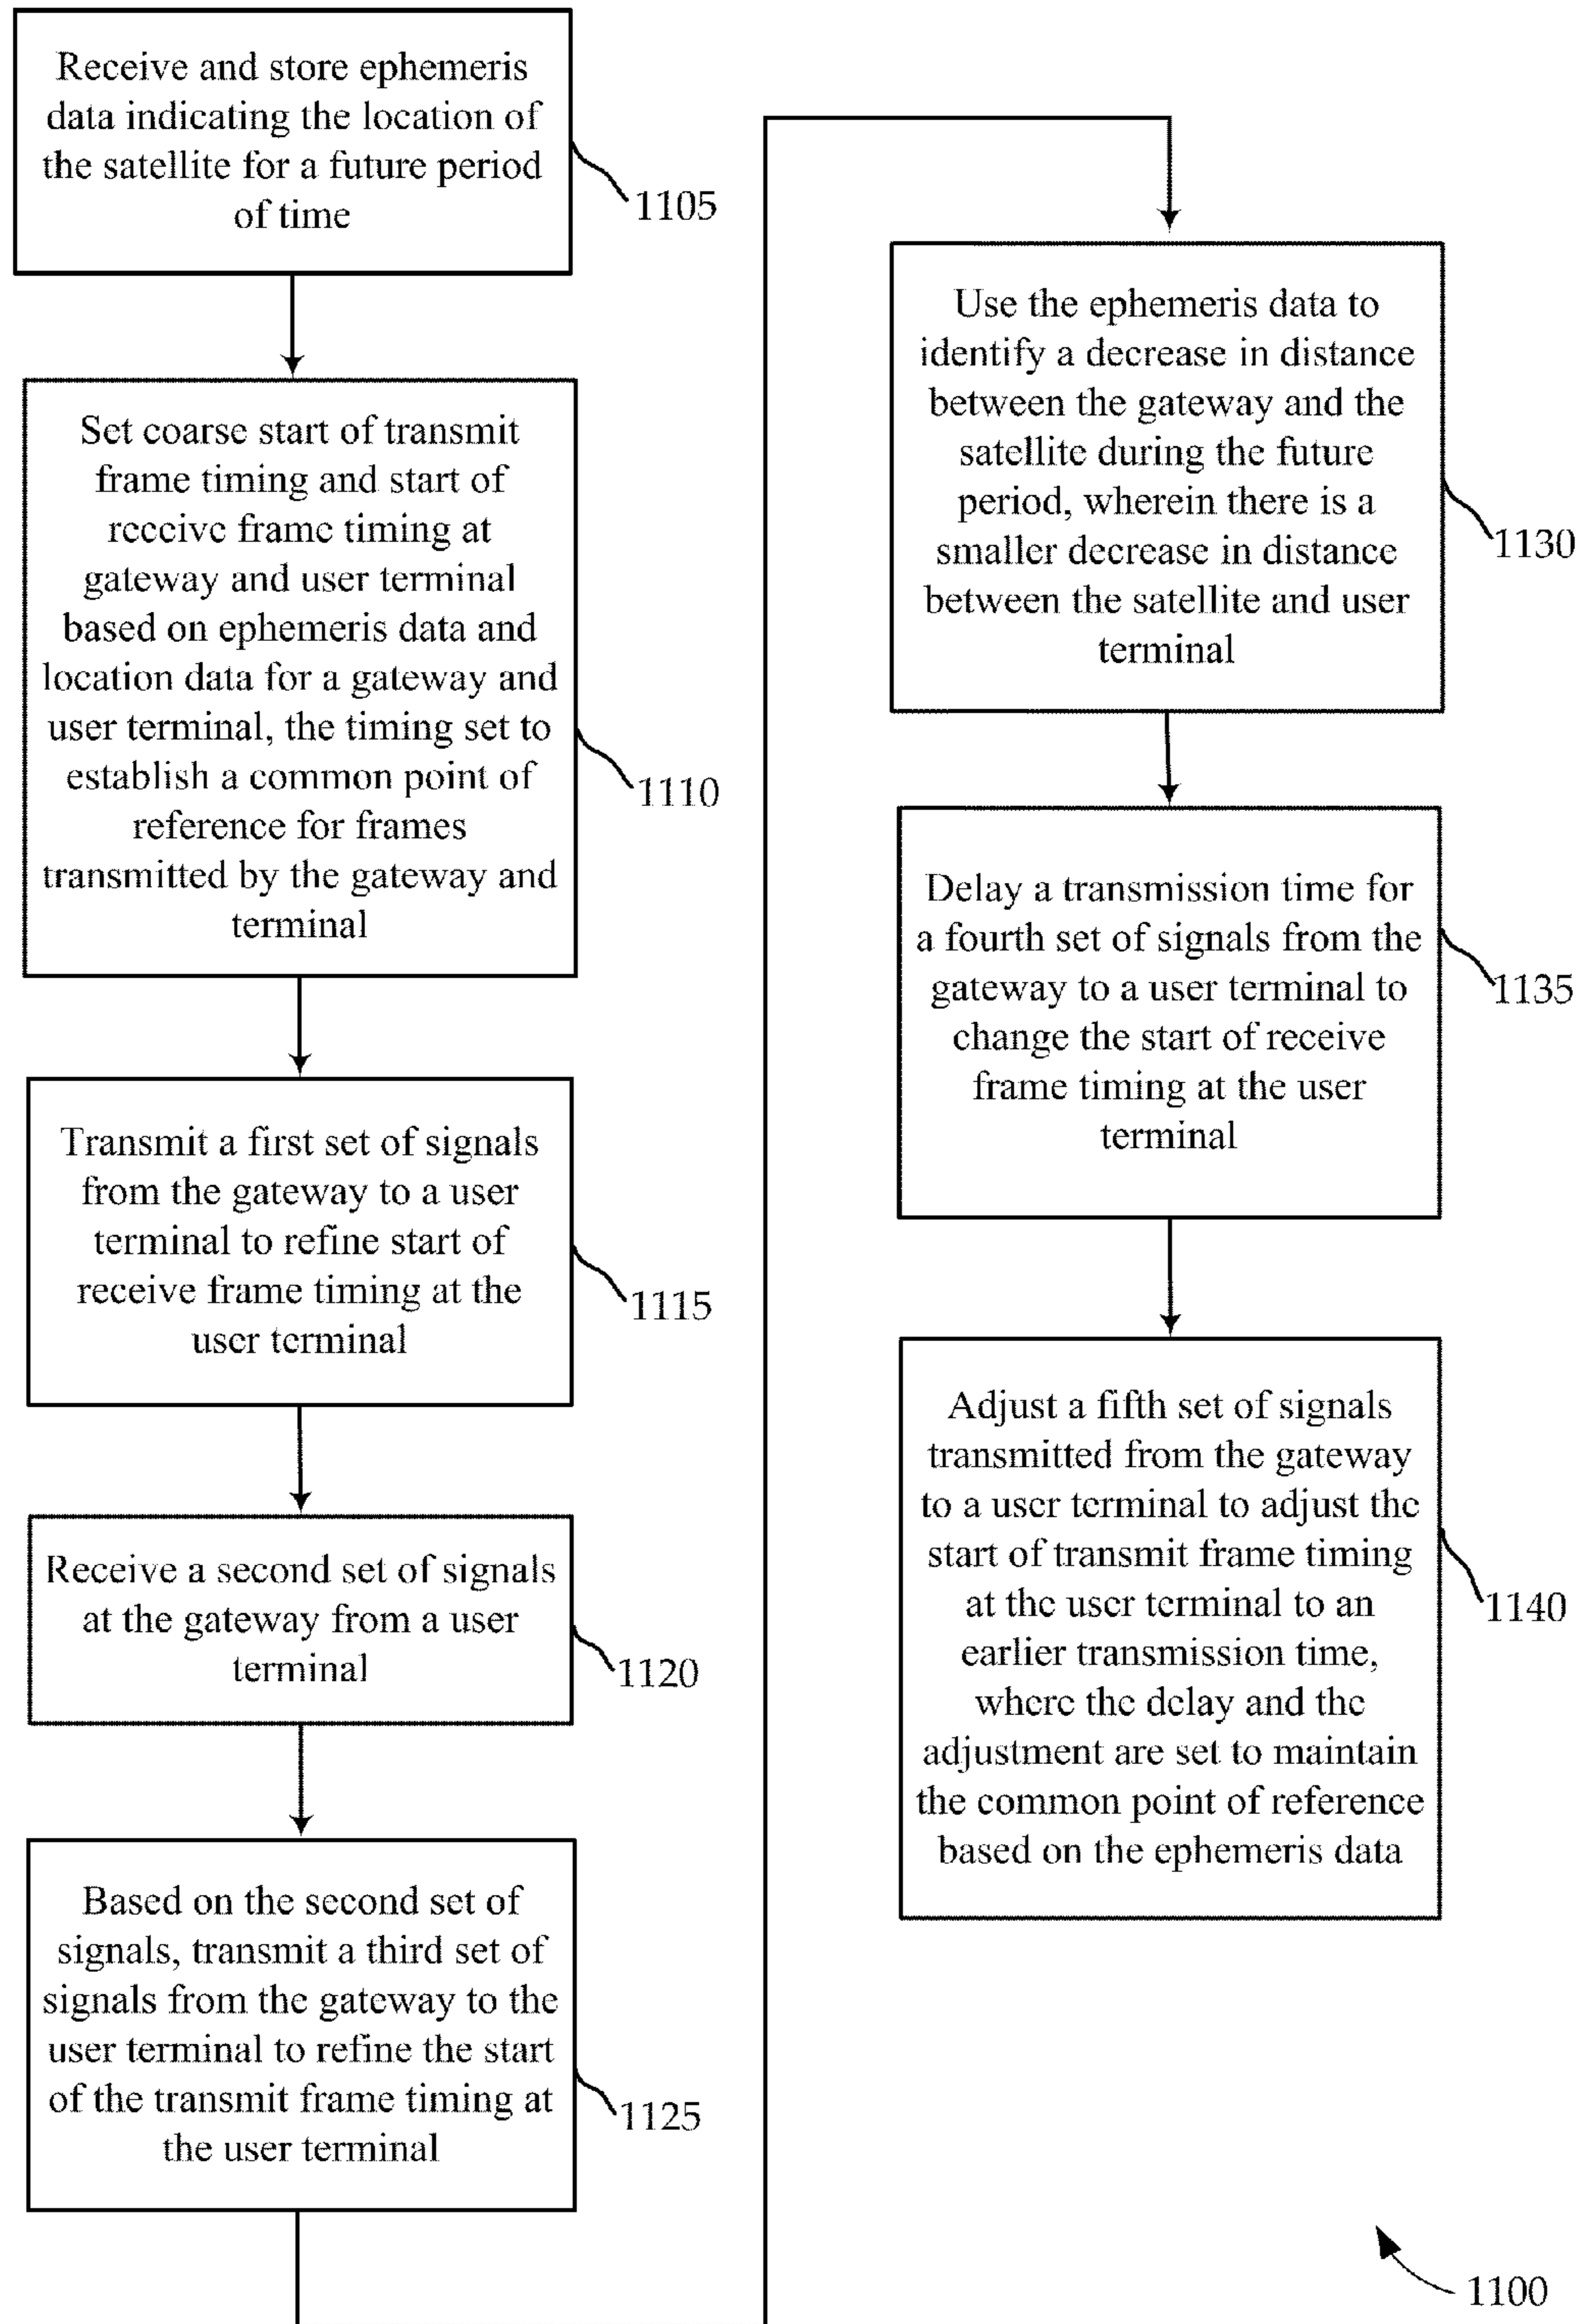 Receive and store ephemeris
data indicating the location of
the satellite for a future period
of time
1105
Set coarse start of transmit
frame timing and start of
receive frame timing at
gateway and user terminal
based on ephemeris data and
location data for a gateway and
user terminal, the timing set to
establish a common point of
reference for frames
transmitted by the gateway and
terminal
1110
Transmit a first set of signals
from the gateway to a user
terminal to refine start of
receive frame timing at the
user terminal
1115
Receive a second set of signals
at the gateway from a user
terminal
1120
Based on the second set of
signals, transmit a third set of
signals from the gateway to the
user terminal to refine the start
of the transmit frame timing at
the user terminal
1125
Use the ephemeris data to
identify a decrease in distance
between the gateway and the
satellite during the future
period, wherein there is a
smaller decrease in distance
between the satellite and user
terminal
1130
Delay a transmission time for
a fourth set of signals from the
gateway to a user terminal to
change the start of receive
frame timing at the user
terminal
1135
Adjust a fifth set of signals
transmitted from the gateway
to a user terminal to adjust the
start of transmit frame timing
at the user terminal to an
earlier transmission time,
where the delay and the
adjustment are set to maintain
the common point of reference
based on the ephemeris data
1140
1100